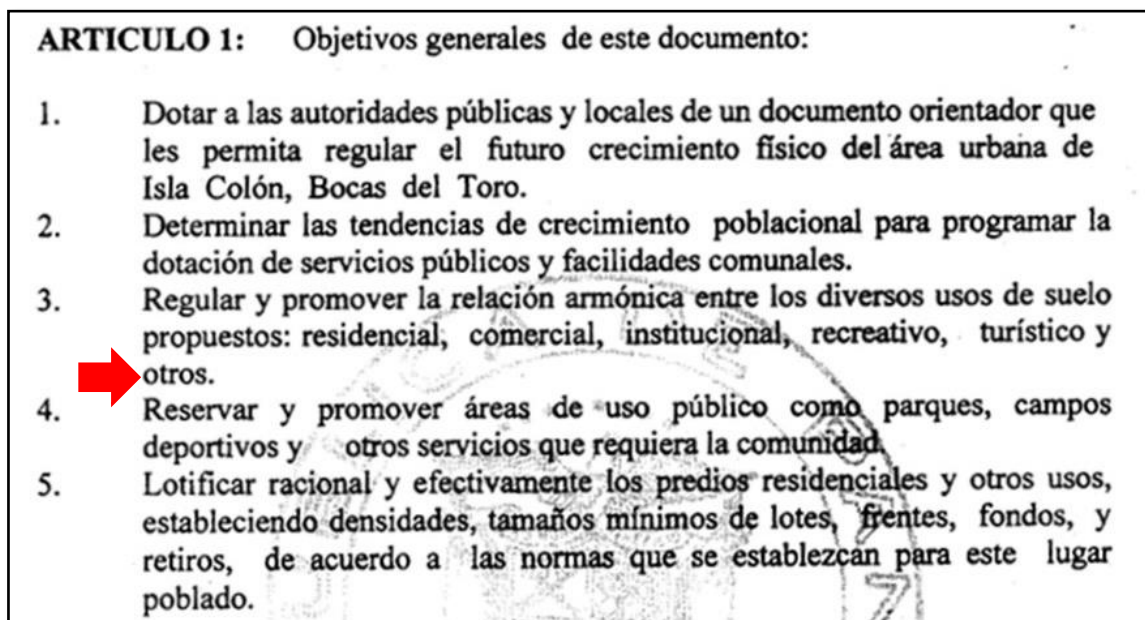 ARTICULO 1: Objetivos generales de este documento:
1. Dotar a las autoridades públicas y locales de un documento orientador que
les permita regular el futuro crecimiento físico del área urbana de
Isla Colón, Bocas del Toro.
2. Determinar las tendencias de crecimiento poblacional para programar la
dotación de servicios públicos y facilidades comunales.
3. Regular y promover la relación armónica entre los diversos usos de suelo
propuestos: residencial, comercial, institucional, recreativo, turístico y
otros.
4. Reservar y promover áreas de uso público como parques, campos
deportivos y otros servicios que requiera la comunidad.
5. Lotificar racional y efectivamente los predios residenciales y otros usos,
estableciendo densidades, tamaños mínimos de lotes, frentes, fondos, y
retiros, de acuerdo a las normas que se establezcan para este lugar
poblado.